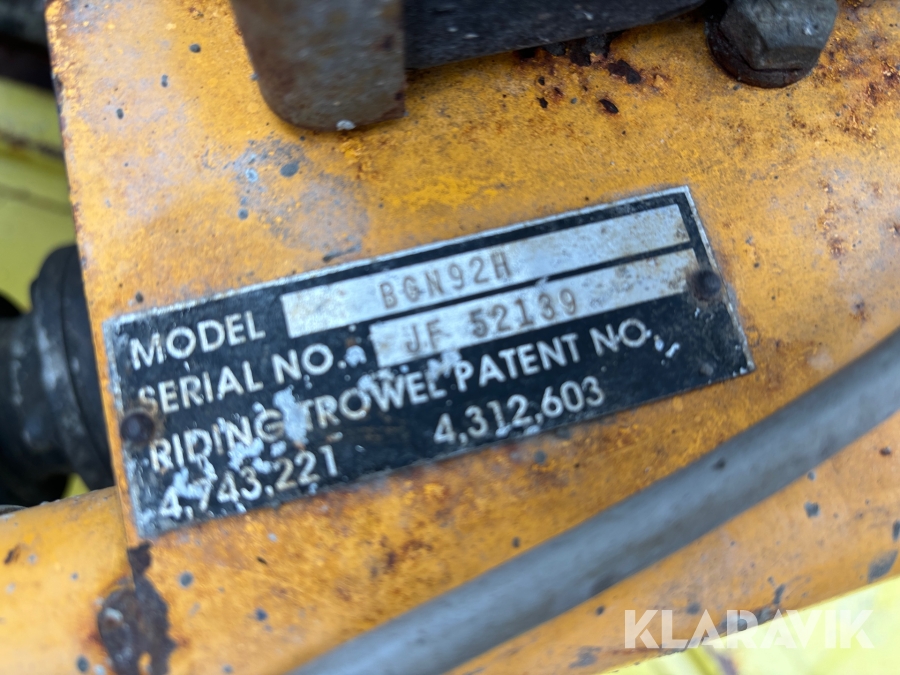 MODEL BGN92H
SERIAL NO. JF 52139
RIDING TROWEL PATENT NO.
4,743,221 4,312,603
KLARAVIK